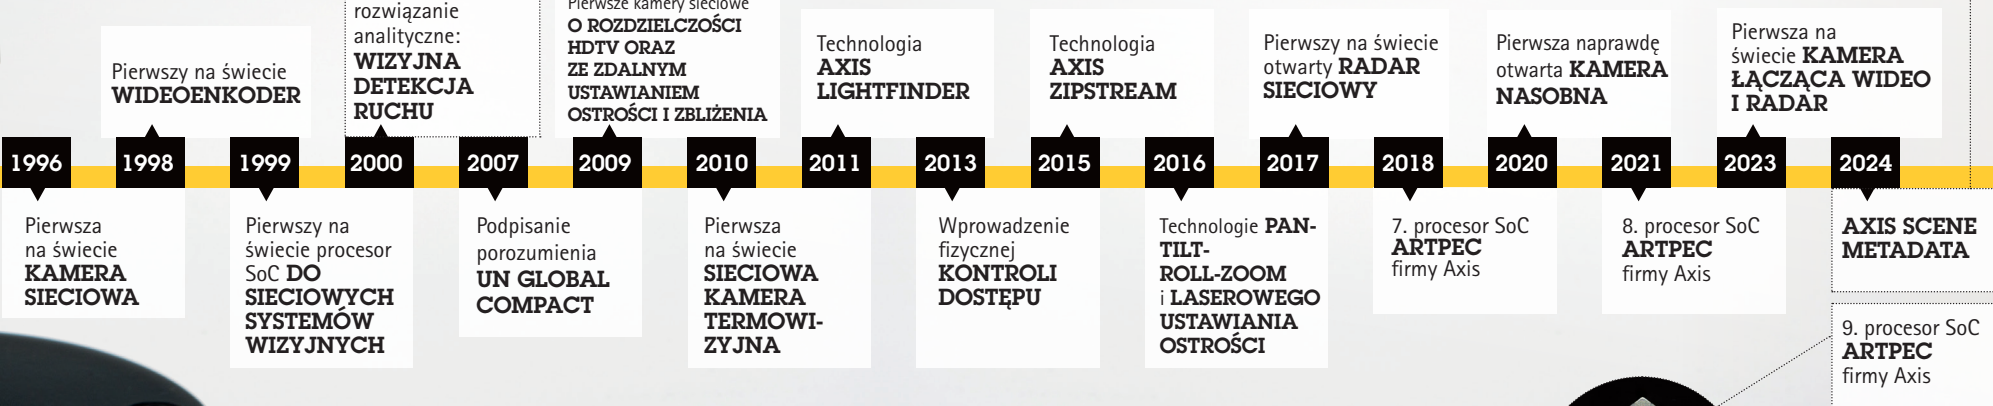 rozwiązanie
analityczne:
WIZYJNA
DETEKCJA
RUCHU
Pierwsze kamery sieciowe
O ROZDZIELCZOŚCI
HDTV ORAZ
ZE ZDALNYM
USTAWIANIEM
OSTROŚCI I ZBLIŻENIA
Pierwszy na świecie
WIDEOENKODER
Technologia
AXIS
LIGHTFINDER
Technologia
AXIS
ZIPSTREAM
Pierwszy na świecie
otwarty RADAR
SIECIOWY
Pierwsza naprawdę
otwarta KAMERA
NASOBNA
Pierwsza na
świecie KAMERA
ŁĄCZĄCA WIDEO
I RADAR
1996 1998 1999 2000 2007 2009 2010 2011 2013 2015 2016 2017 2018 2020 2021 2023 2024
Pierwsza
na świecie
KAMERA
SIECIOWA
Pierwszy na
świecie procesor
SoC DO
SIECIOWYCH
SYSTEMÓW
WIZYJNYCH
Podpisanie
porozumienia
UN GLOBAL
COMPACT
Pierwsza
na świecie
SIECIOWA
KAMERA
TERMOWI-
ZYJNA
Wprowadzenie
fizycznej
KONTROLI
DOSTĘPU
Technologie PAN-
TILT-
ROLL-ZOOM
i LASEROWEGO
USTAWIANIA
OSTROŚCI
7. procesor SoC
ARTPEC
firmy Axis
8. procesor SoC
ARTPEC
firmy Axis
AXIS SCENE
METADATA
9. procesor SoC
ARTPEC
firmy Axis